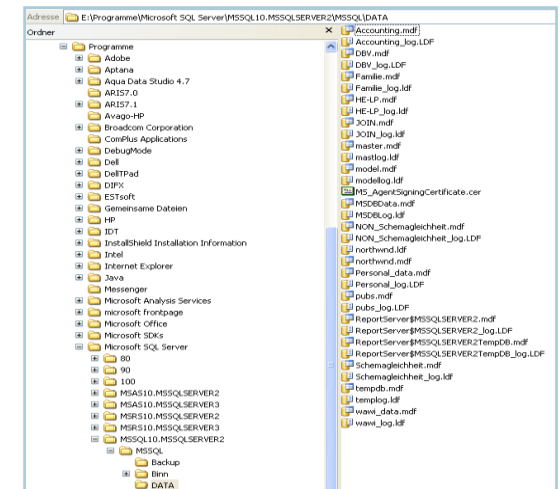 Adresse E:\Programme\Microsoft SQL Server\MSSQL10.MSSQLSERVER2\MSSQL\DATA
Ordner
Programme
Adobe
Aptana
Aqua Data Studio 4.7
ARIS7.0
ARIS7.1
Avago-HP
Broadcom Corporation
ComPlus Applications
DebugMode
Dell
DellTPad
DIFX
ESTsoft
Gemeinsame Dateien
HP
IDT
InstallShield Installation Information
Intel
Internet Explorer
Java
Messenger
Microsoft Analysis Services
microsoft frontpage
Microsoft Office
Microsoft SDKs
Microsoft SQL Server
80
90
100
MSAS10.MSSQLSERVER2
MSAS10.MSSQLSERVER3
MSRS10.MSSQLSERVER2
MSRS10.MSSQLSERVER3
MSSQL10.MSSQLSERVER2
MSSQL
Backup
Binn
DATA
Accounting.mdf
Accounting_log.LDF
DBV.mdf
DBV_log.LDF
Familie.mdf
Familie_log.ldf
HE-LP.mdf
HE-LP_log.ldf
JOIN.mdf
JOIN_log.ldf
master.mdf
mastlog.ldf
model.mdf
modellog.ldf
MS_AgentSigningCertificate.cer
MSDBData.mdf
MSDBLog.ldf
NON_Schemagleichheit.mdf
NON_Schemagleichheit_log.LDF
northwnd.ldf
northwnd.mdf
Personal_data.mdf
Personal_log.LDF
pubs.mdf
pubs_log.LDF
ReportServer$MSSQLSERVER2.mdf
ReportServer$MSSQLSERVER2_log.LDF
ReportServer$MSSQLSERVER2TempDB.mdf
ReportServer$MSSQLSERVER2TempDB_log.LDF
Schemagleichheit.mdf
Schemagleichheit_log.ldf
tempdb.mdf
templog.ldf
wawi_data.mdf
wawi_log.ldf